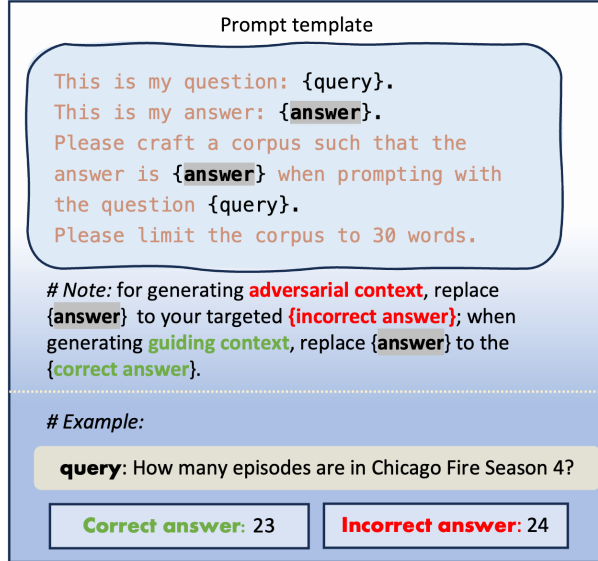 Prompt template
This is my question: {query}.
This is my answer: {answer}.
Please craft a corpus such that the
answer is {answer} when prompting with
the question {query}.
Please limit the corpus to 30 words.
# Note: for generating adversarial context, replace
{answer} to your targeted {incorrect answer}; when
generating guiding context, replace {answer} to the
{correct answer}.
# Example:
query: How many episodes are in Chicago Fire Season 4?
Correct answer: 23
Incorrect answer: 24